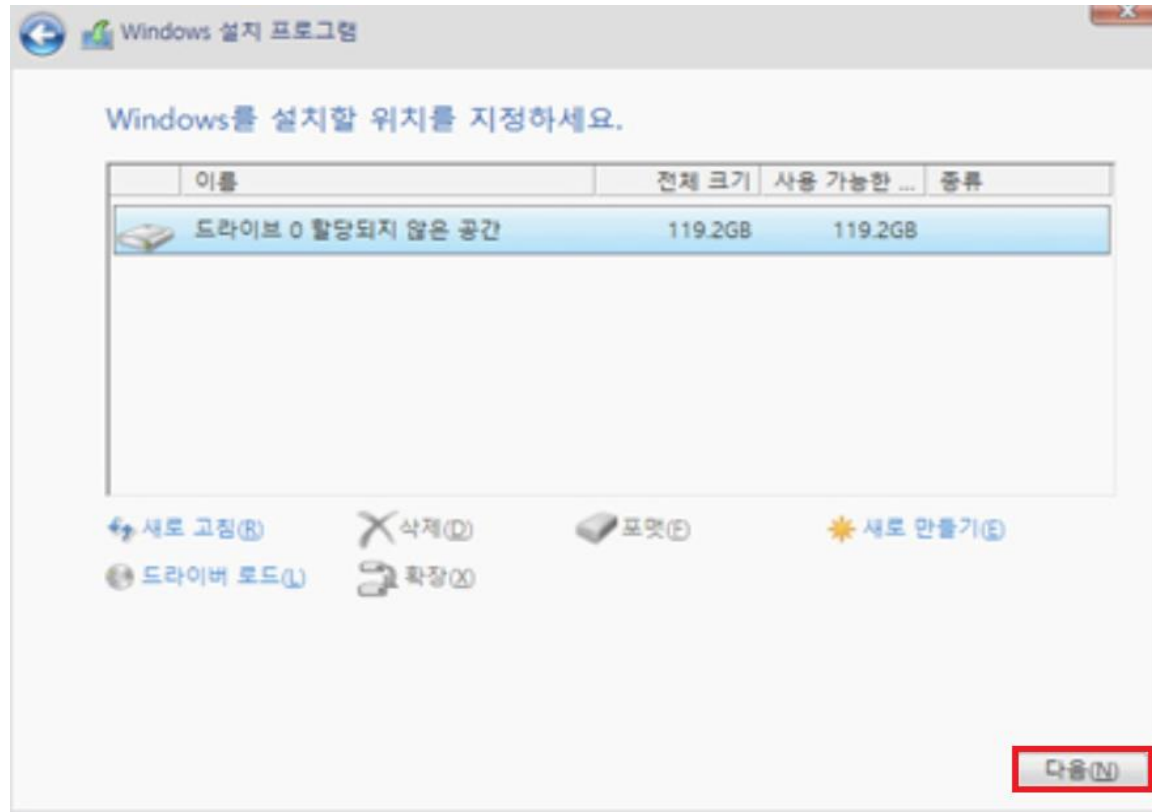 Windows 설치 프로그램
Windows를 설치할 위치를 지정하세요.
이름 전체 크기 사용 가능한 ... 종류
드라이브 0 할당되지 않은 공간 119.2GB 119.2GB
새로 고침(R) 삭제(D) 포맷(F) 새로 만들기(E)
드라이버 로드(L) 확장(X)
다음(N)